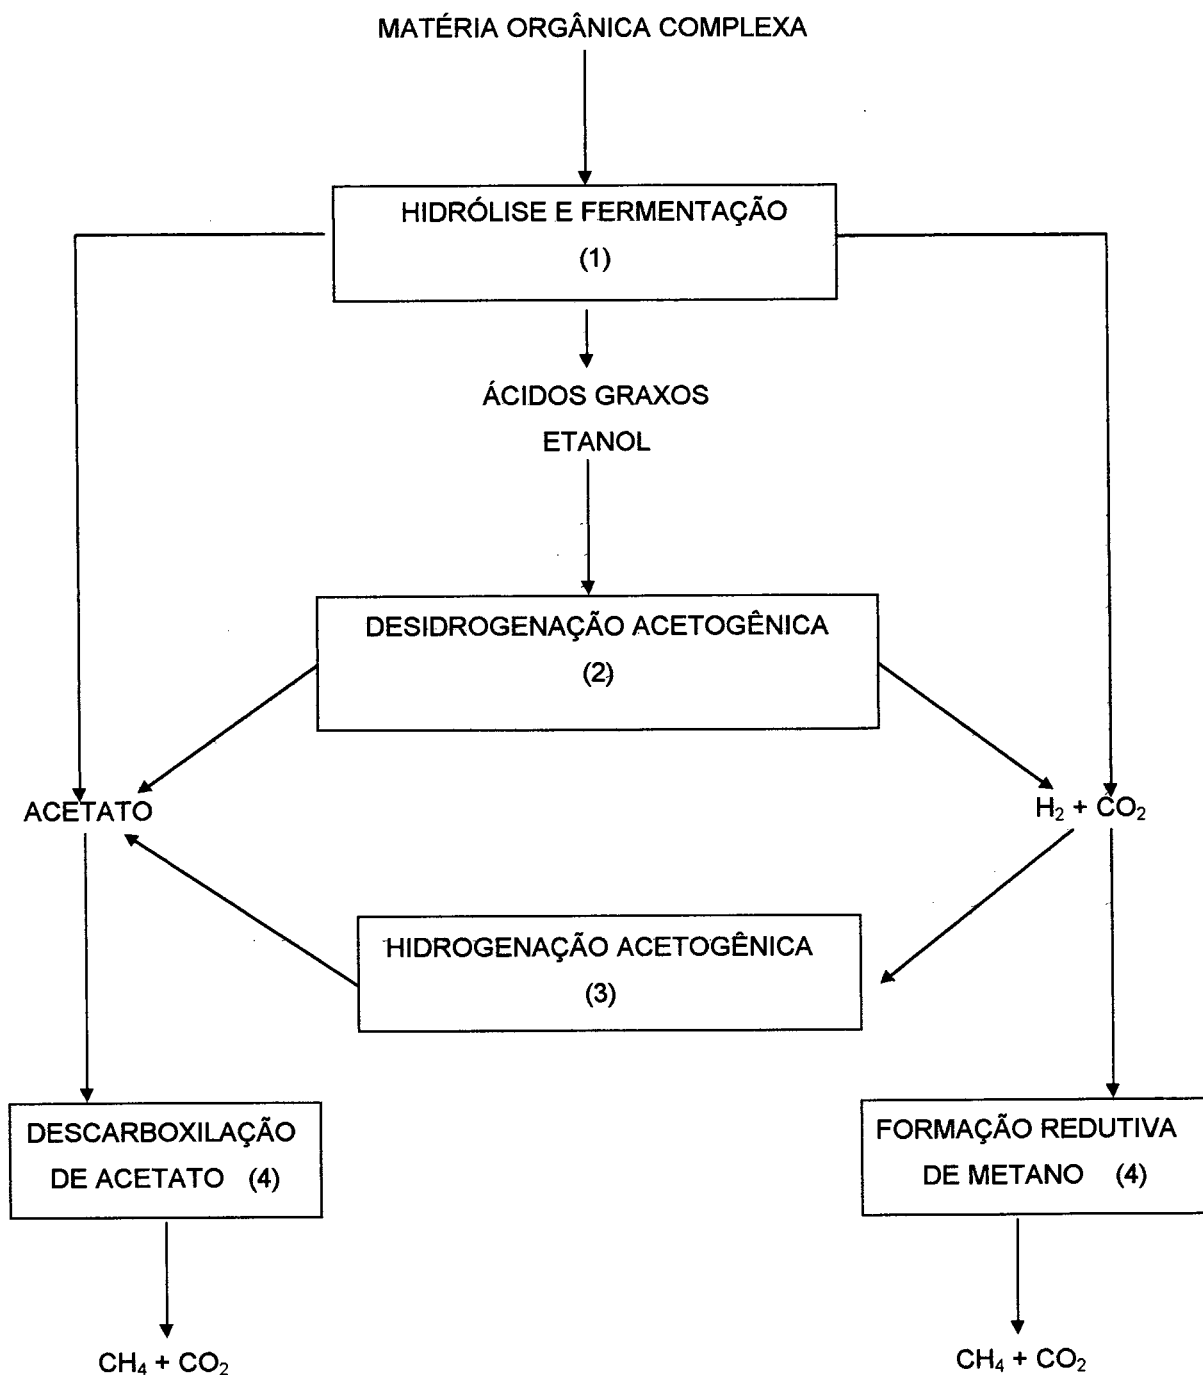 MATÉRIA ORGÂNICA COMPLEXA
HIDRÓLISE E FERMENTAÇÃO
(1)
ÁCIDOS GRAXOS
ETANOL
DESIDROGENAÇÃO ACETOGÊNICA
(2)
ACETATO
H₂ + CO₂
HIDROGENAÇÃO ACETOGÊNICA
(3)
DESCARBOXILAÇÃO
DE ACETATO (4)
FORMAÇÃO REDUTIVA
DE METANO (4)
CH₄ + CO₂
CH₄ + CO₂